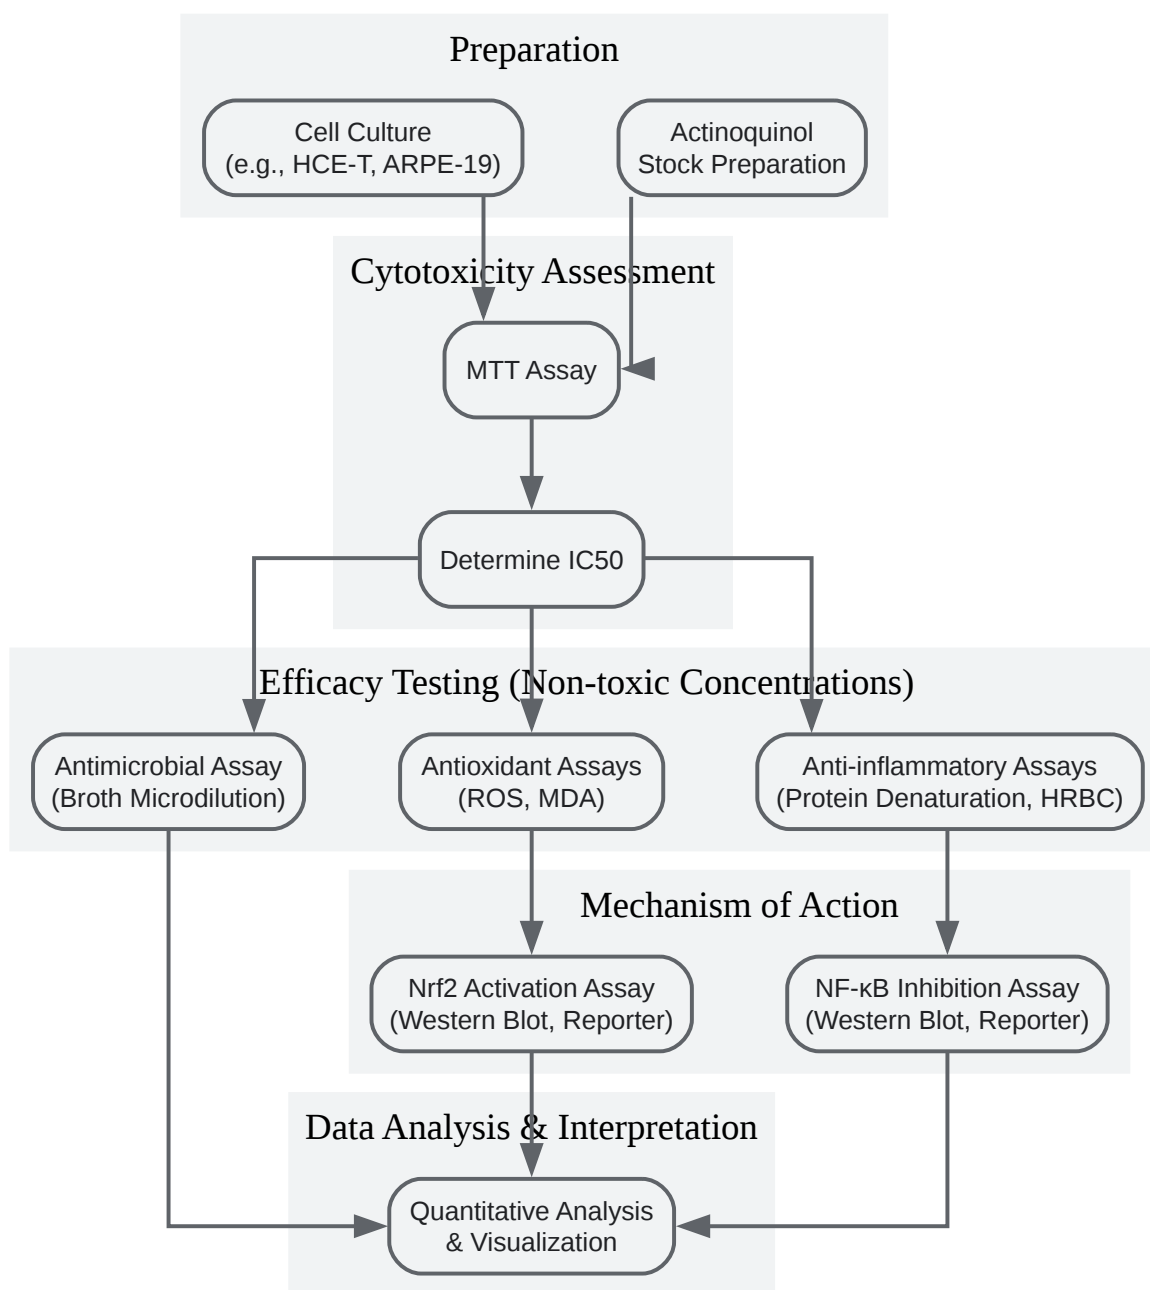 Preparation
Cell Culture
(e.g., HCE-T, ARPE-19)
Actinoquinol
Stock Preparation
Cytotoxicity Assessment
MTT Assay
Determine IC50
Efficacy Testing (Non-toxic Concentrations)
Antimicrobial Assay
(Broth Microdilution)
Antioxidant Assays
(ROS, MDA)
Anti-inflammatory Assays
(Protein Denaturation, HRBC)
Mechanism of Action
Nrf2 Activation Assay
(Western Blot, Reporter)
NF-κB Inhibition Assay
(Western Blot, Reporter)
Data Analysis & Interpretation
Quantitative Analysis
& Visualization